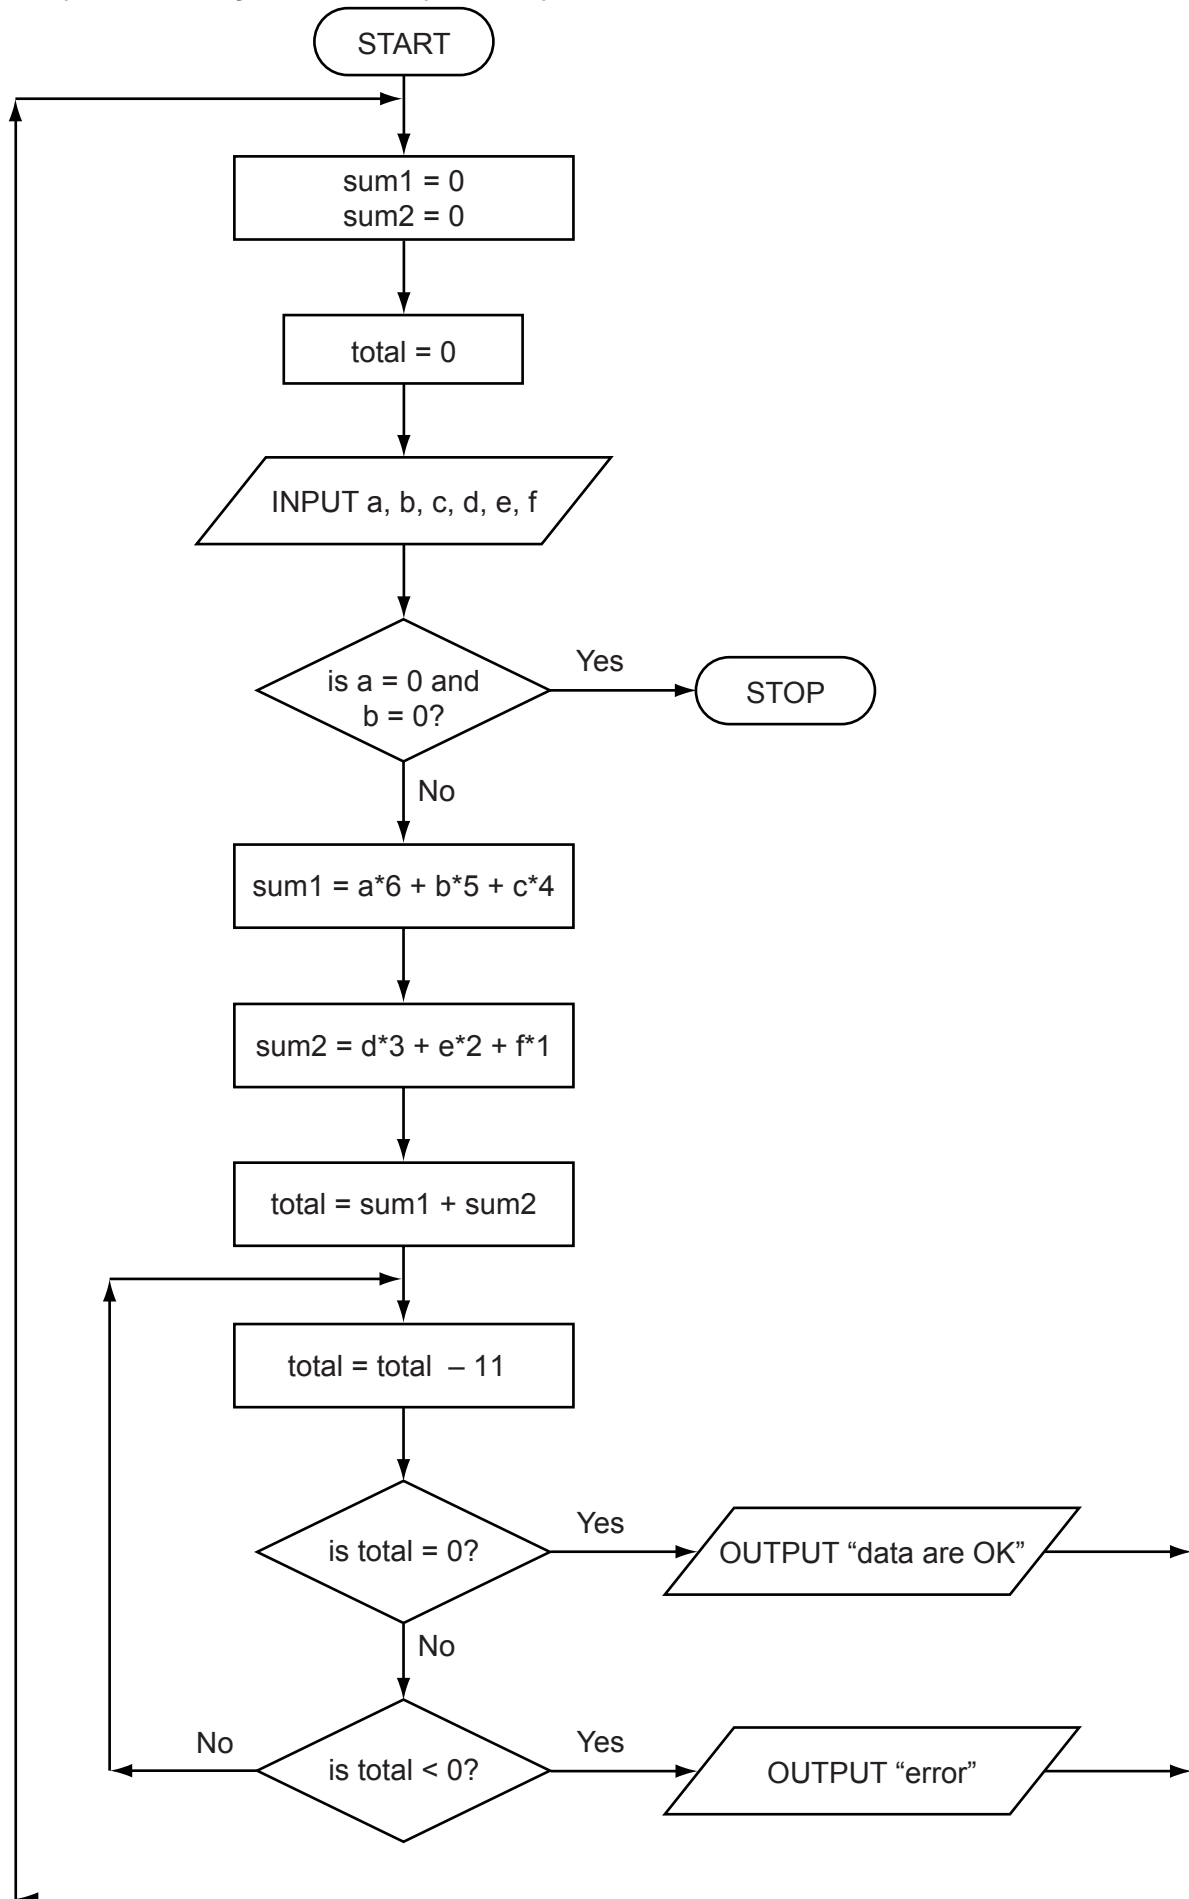 START
sum1 = 0
sum2 = 0
total = 0
INPUT a, b, c, d, e, f
is a = 0 and
b = 0?
Yes
STOP
No
sum1 = a*6 + b*5 + c*4
sum2 = d*3 + e*2 + f*1
total = sum1 + sum2
total = total – 11
is total = 0?
Yes
OUTPUT “data are OK”
No
is total < 0?
No
Yes
OUTPUT “error”